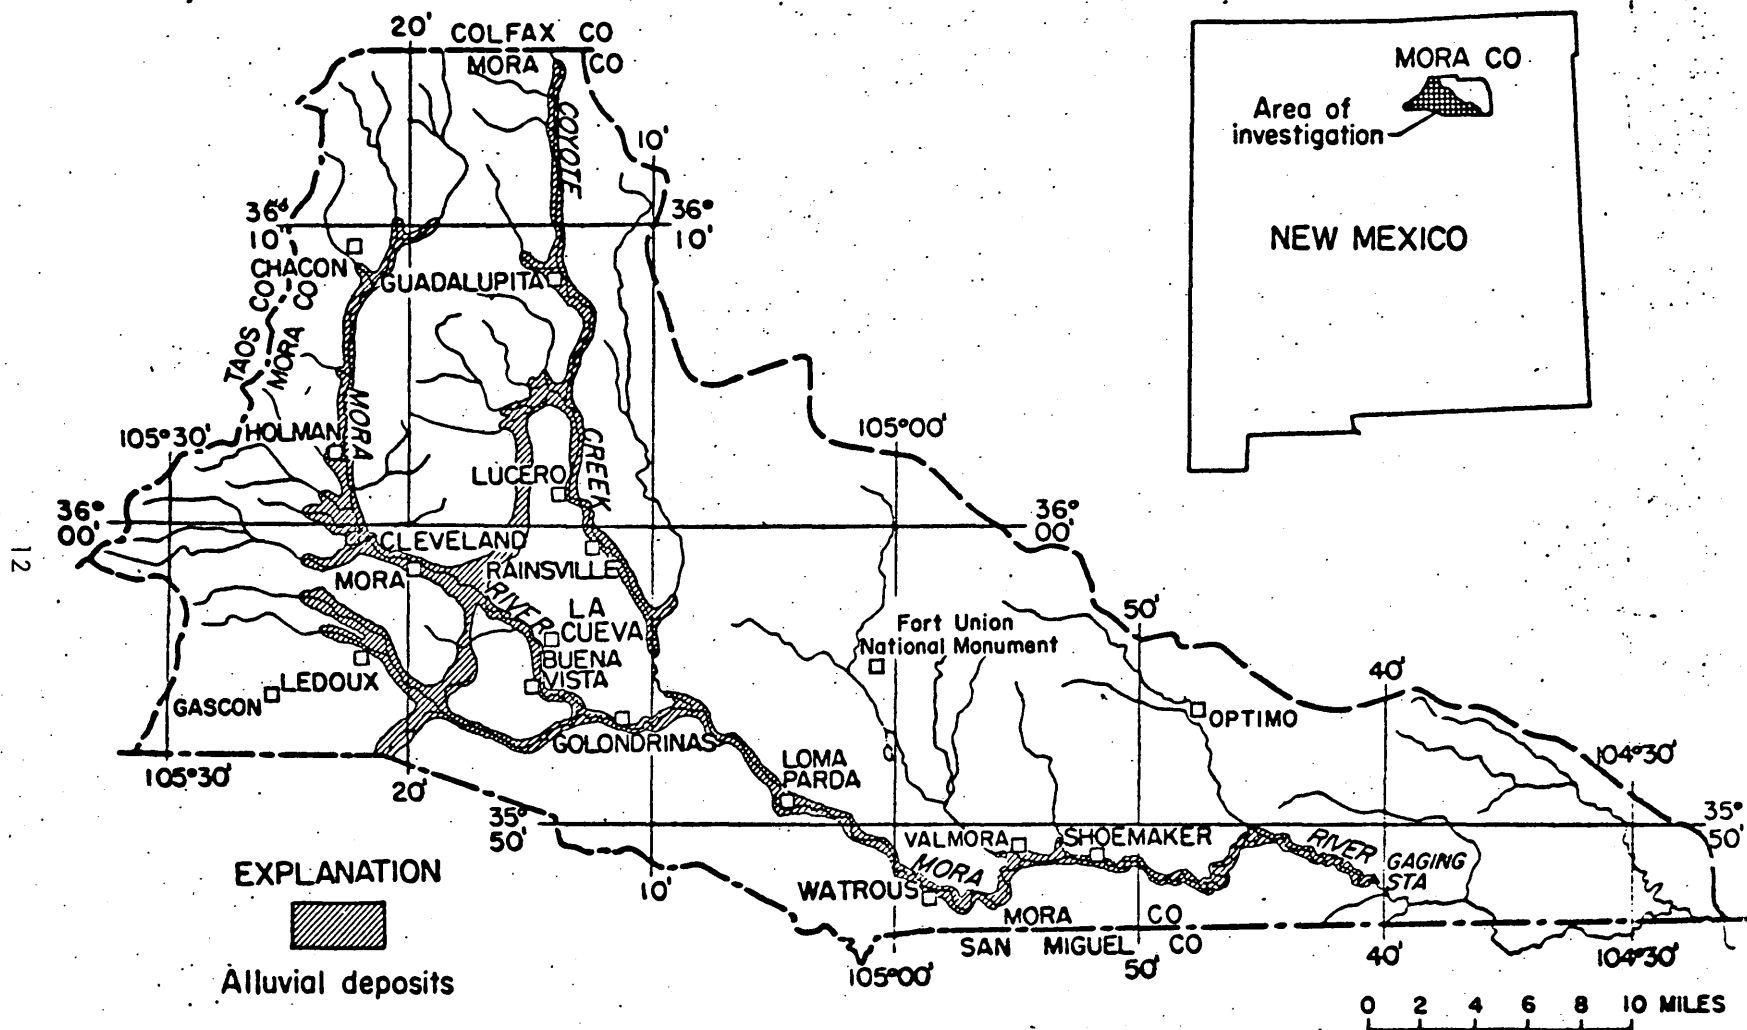 20'
COLFAX CO
MORA CO
MORA CO
Area of
investigation
NEW MEXICO
COYOTE
10'
36°
10'
36°
10'
CHACON
GUADALUPITA
TAOS CO
MORA CO
MORA
HOLMAN
105°30'
105°00'
CREEK
LUCERO
36°
00'
36°
00'
12
CLEVELAND
MORA
RAINSVILLE
RIVER
LA
CUEVA
BUENA
VISTA
50'
Fort Union
National Monument
LEDOUX
GASCON
40'
OPTIMO
GOLONDRINAS
104°30'
105°30'
20'
LOMA
PARDA
35°
50'
35°
50'
VALMORA
SHOEMAKER
RIVER
GAGING
STA
MORA
WATROUS
EXPLANATION
10'
MORA CO
SAN MIGUEL CO
105°00'
50'
40'
104°30'
Alluvial deposits
0 2 4 6 8 10 MILES